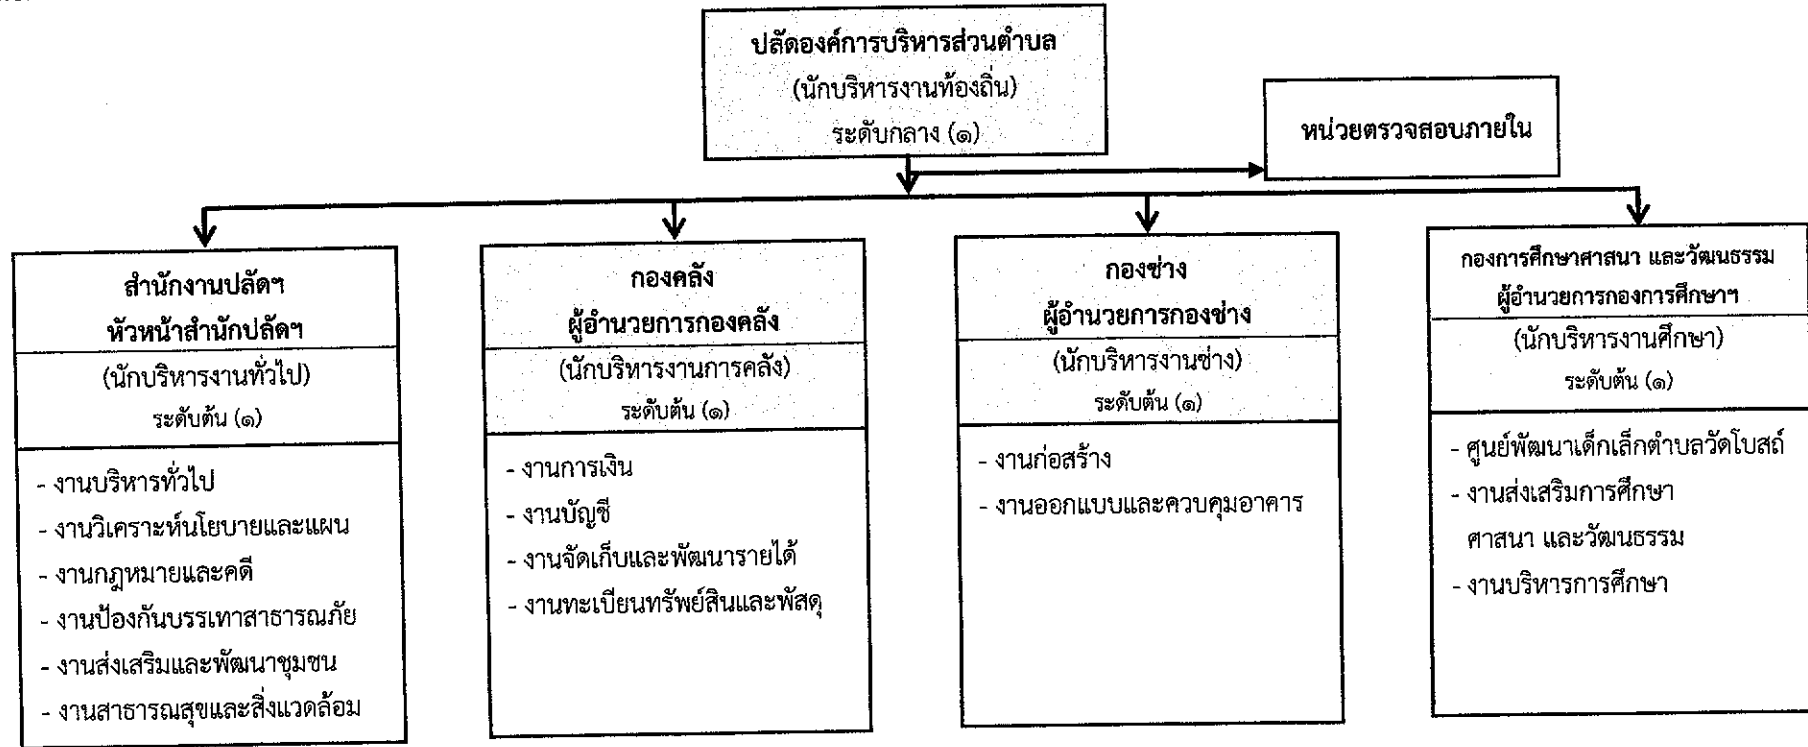 ปลัดองค์การบริหารส่วนตำบล
(นักบริหารงานท้องถิ่น)
ระดับกลาง (๑)
หน่วยตรวจสอบภายใน
สำนักงานปลัดฯ
หัวหน้าสำนักปลัดฯ
(นักบริหารงานทั่วไป)
ระดับต้น (๑)
- งานบริหารทั่วไป
- งานวิเคราะห์นโยบายและแผน
- งานกฎหมายและคดี
- งานป้องกันบรรเทาสาธารณภัย
- งานส่งเสริมและพัฒนาชุมชน
- งานสาธารณสุขและสิ่งแวดล้อม
กองคลัง
ผู้อำนวยการกองคลัง
(นักบริหารงานการคลัง)
ระดับต้น (๑)
- งานการเงิน
- งานบัญชี
- งานจัดเก็บและพัฒนารายได้
- งานทะเบียนทรัพย์สินและพัสดุ
กองช่าง
ผู้อำนวยการกองช่าง
(นักบริหารงานช่าง)
ระดับต้น (๑)
- งานก่อสร้าง
- งานออกแบบและควบคุมอาคาร
กองการศึกษาศาสนา และวัฒนธรรม
ผู้อำนวยการกองการศึกษาฯ
(นักบริหารงานศึกษา)
ระดับต้น (๑)
- ศูนย์พัฒนาเด็กเล็กตำบลวัดโบสถ์
- งานส่งเสริมการศึกษา
ศาสนา และวัฒนธรรม
- งานบริหารการศึกษา